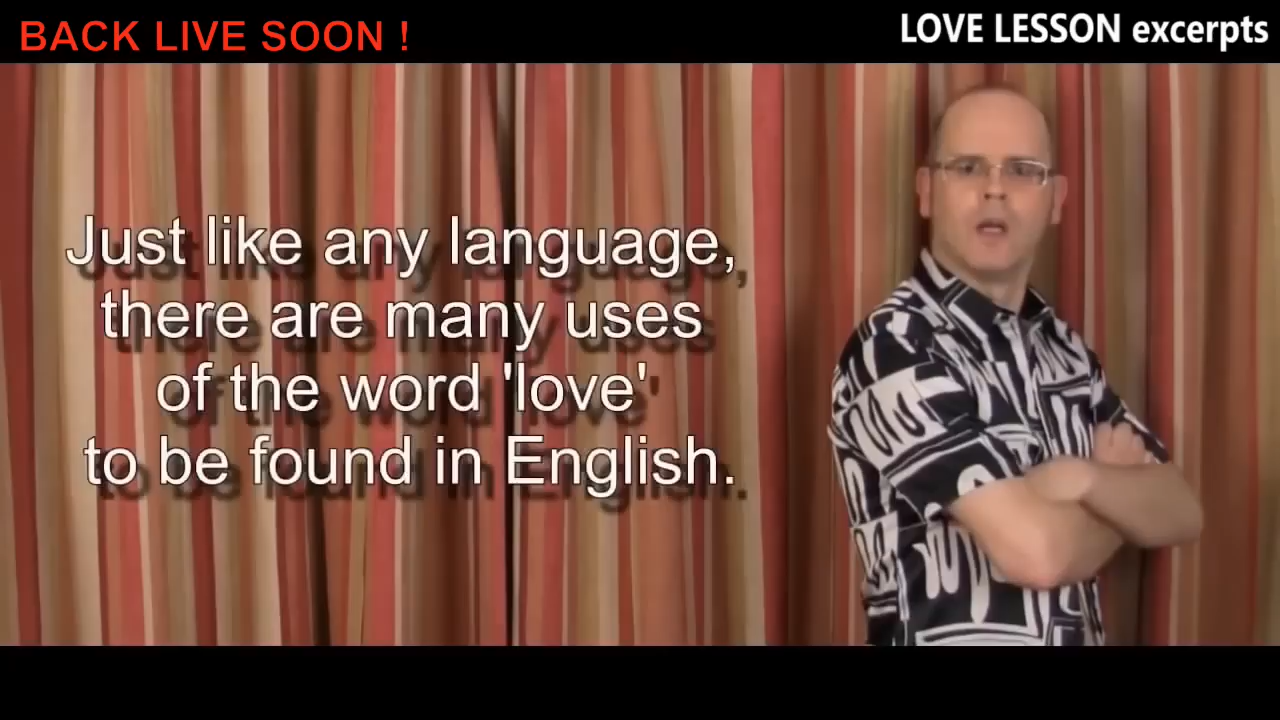 BACK LIVE SOON !
LOVE LESSON excerpts
Just like any language,
there are many uses
of the word 'love'
to be found in English.